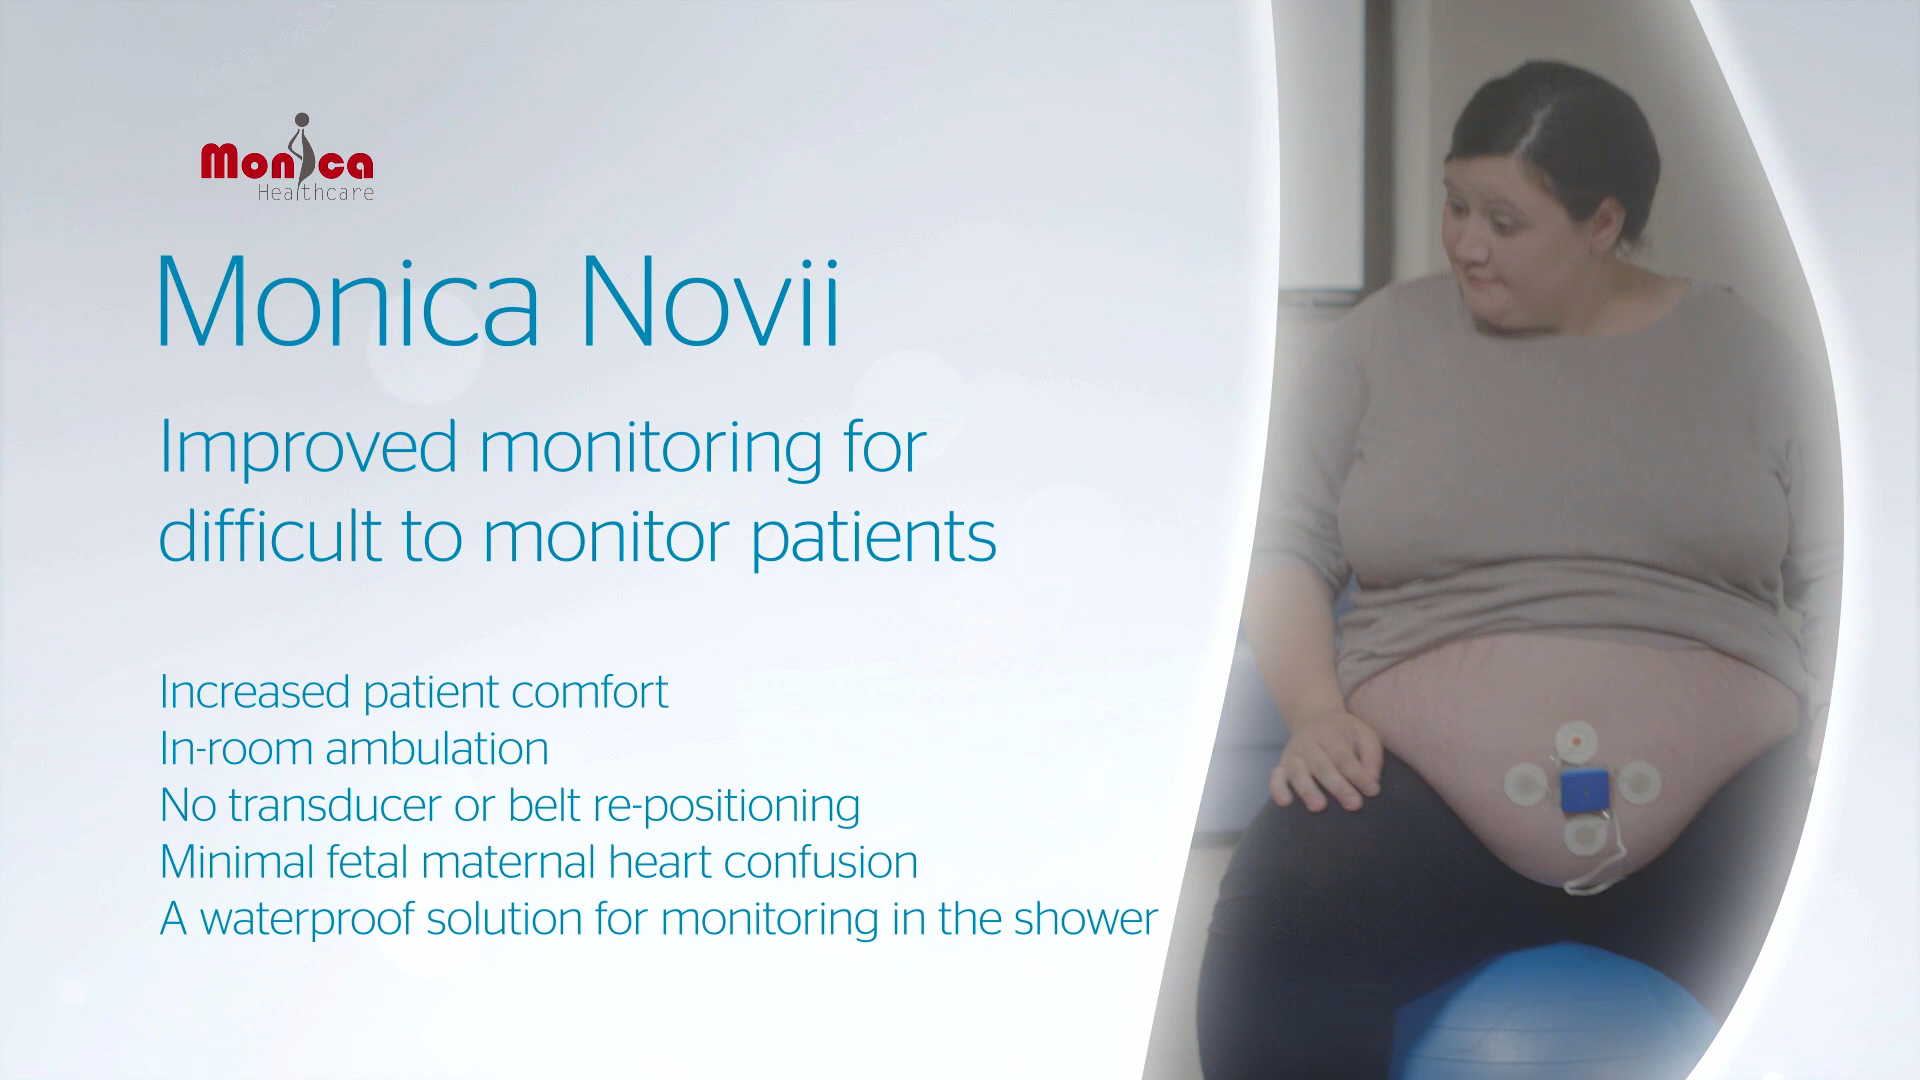 Monica
Healthcare
Monica Novii
Improved monitoring for
difficult to monitor patients
Increased patient comfort
In-room ambulation
No transducer or belt re-positioning
Minimal fetal maternal heart confusion
A waterproof solution for monitoring in the shower